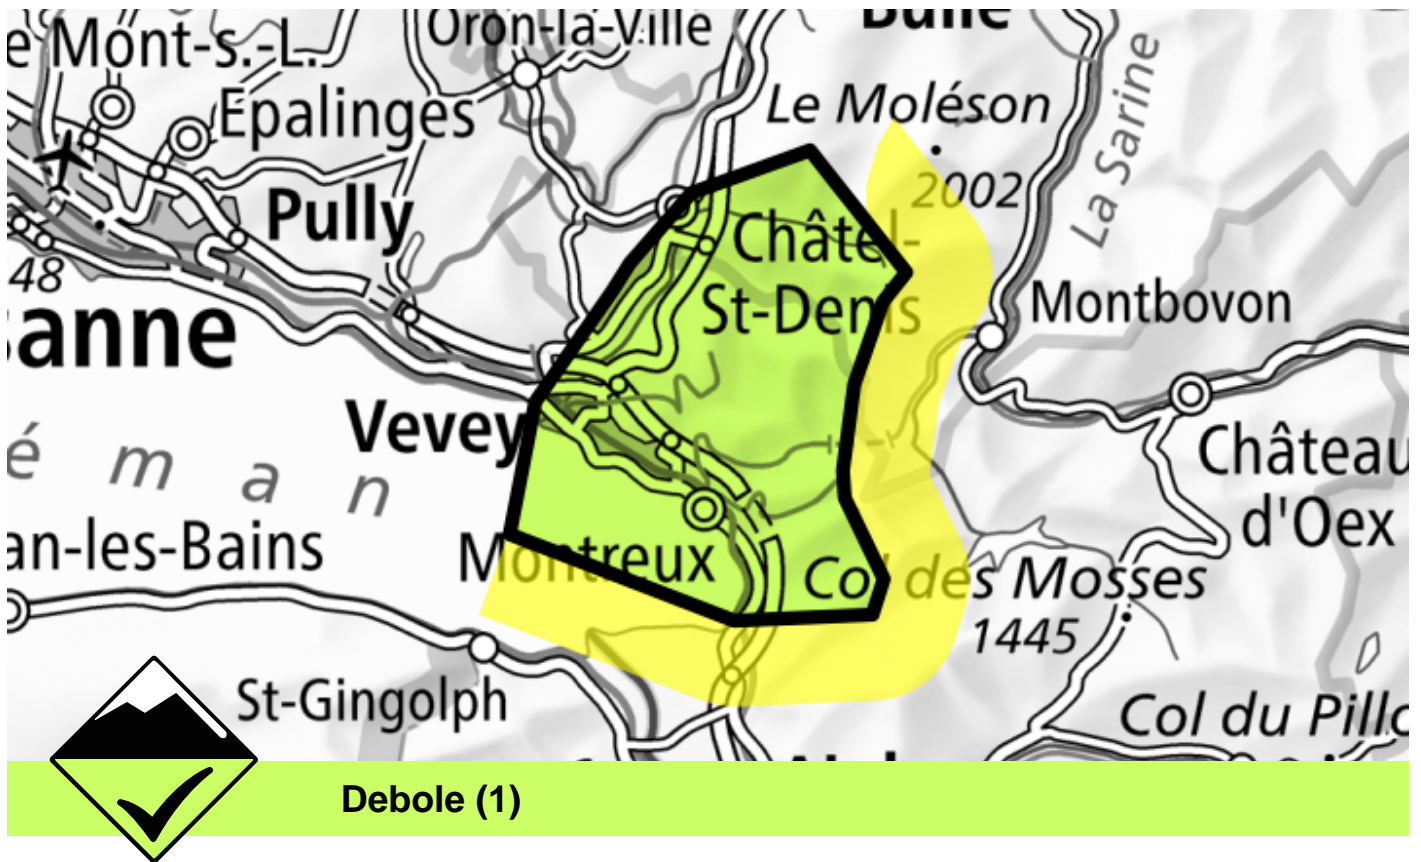 Bulle
e Mont-s.-L.
Oron-la-Ville
Epalinges
Le Moléson
2002
La Sarine
Pully
Châtel-
St-Denis
48
anne
Montbovon
Vevey
é m a n
Château
d'Oex
an-les-Bains
Montreux
Col des Mosses
1445
St-Gingolph
Col du Pillo
Debole (1)